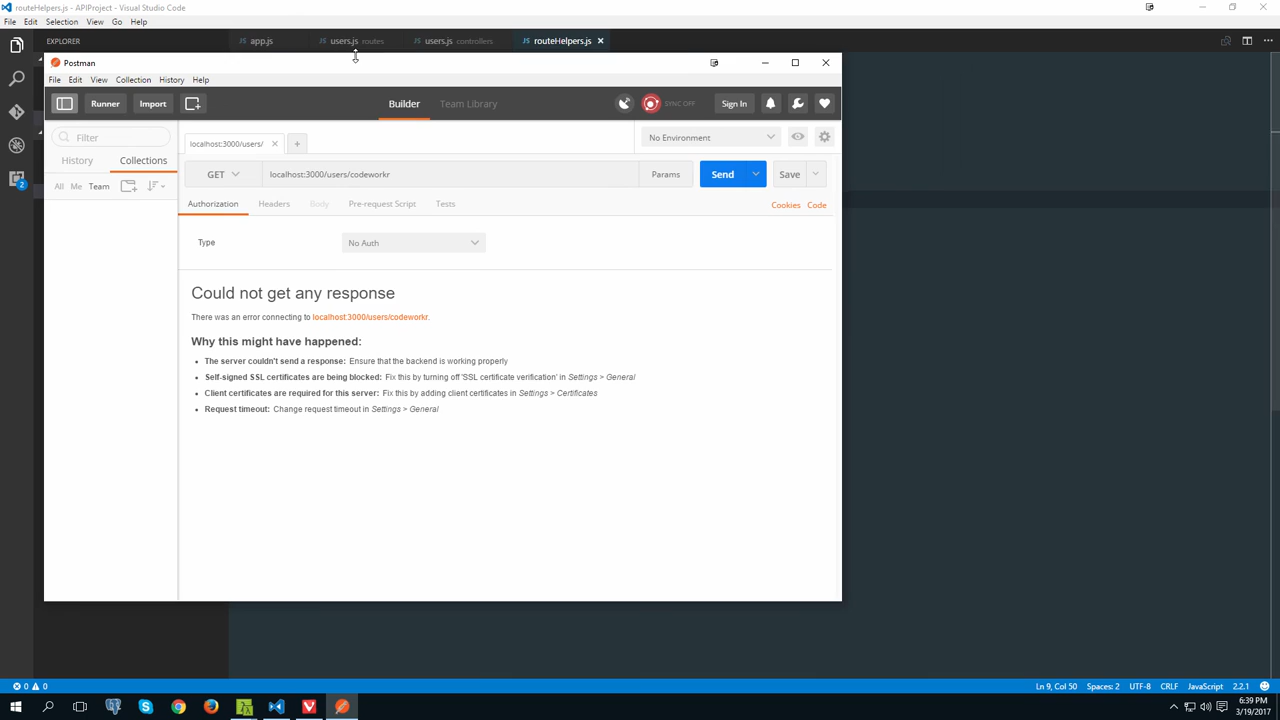 routeHelpers.js - APIProject - Visual Studio Code
File Edit Selection View Go Help
EXPLORER
app.js
users.js routes
users.js controllers
routeHelpers.js
Postman
File Edit View Collection History Help
Runner
Import
Builder
Team Library
SYNC OFF
Sign In
Filter
History
Collections
All Me Team
localhost:3000/users/
No Environment
GET
localhost:3000/users/codeworkr
Params
Send
Save
Authorization
Headers
Body
Pre-request Script
Tests
Cookies
Code
Type
No Auth
Could not get any response
There was an error connecting to localhost:3000/users/codeworkr.
Why this might have happened:
The server couldn't send a response: Ensure that the backend is working properly
Self-signed SSL certificates are being blocked: Fix this by turning off 'SSL certificate verification' in Settings > General
Client certificates are required for this server: Fix this by adding client certificates in Settings > Certificates
Request timeout: Change request timeout in Settings > General
2
0 0
Ln 9, Col 50
Spaces: 2
UTF-8
CRLF
JavaScript
2.2.1
6:39 PM
3/19/2017